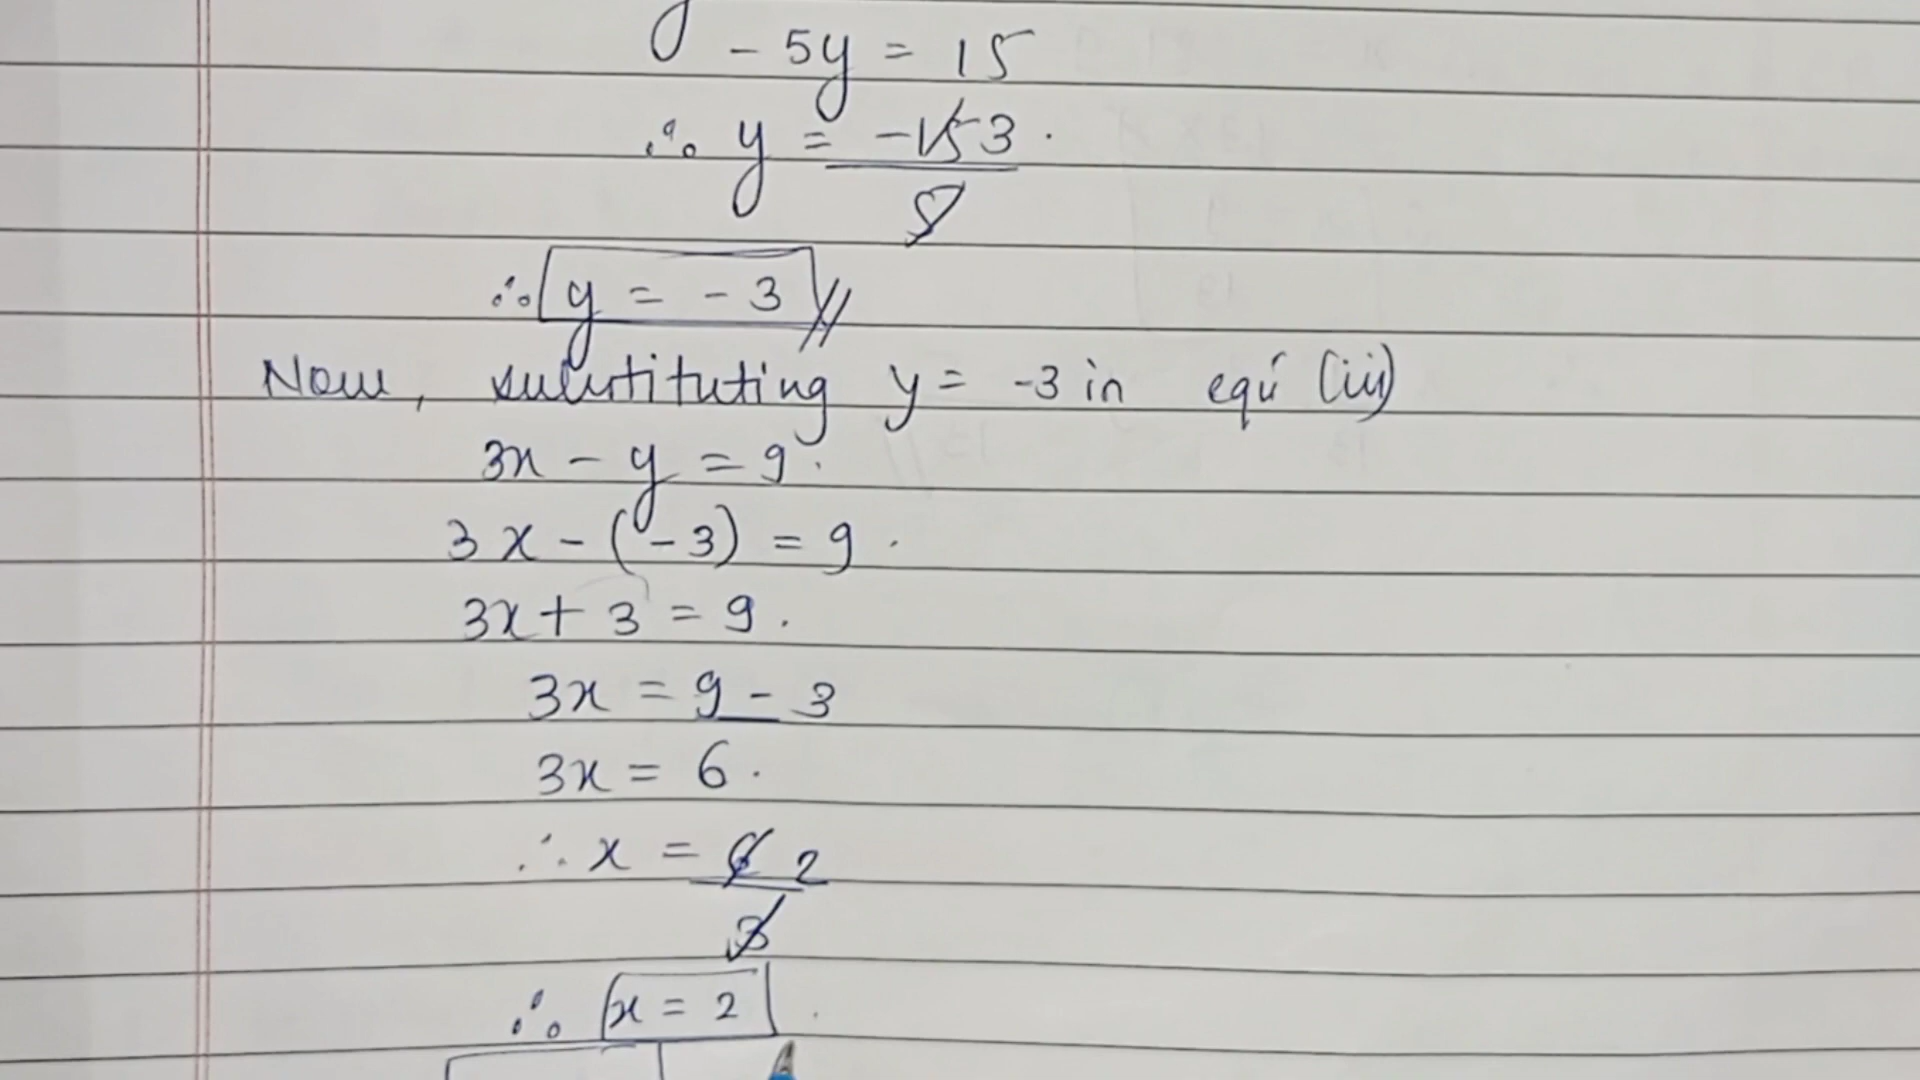 - 5y = 15
∴ y = -15 3 .
5
∴ y = - 3 //
Now, substituting y = -3 in equ (iii)
3x - y = 9.
3x - (-3) = 9.
3x + 3 = 9.
3x = 9 - 3
3x = 6.
∴ x = 6 2
3
∴ x = 2